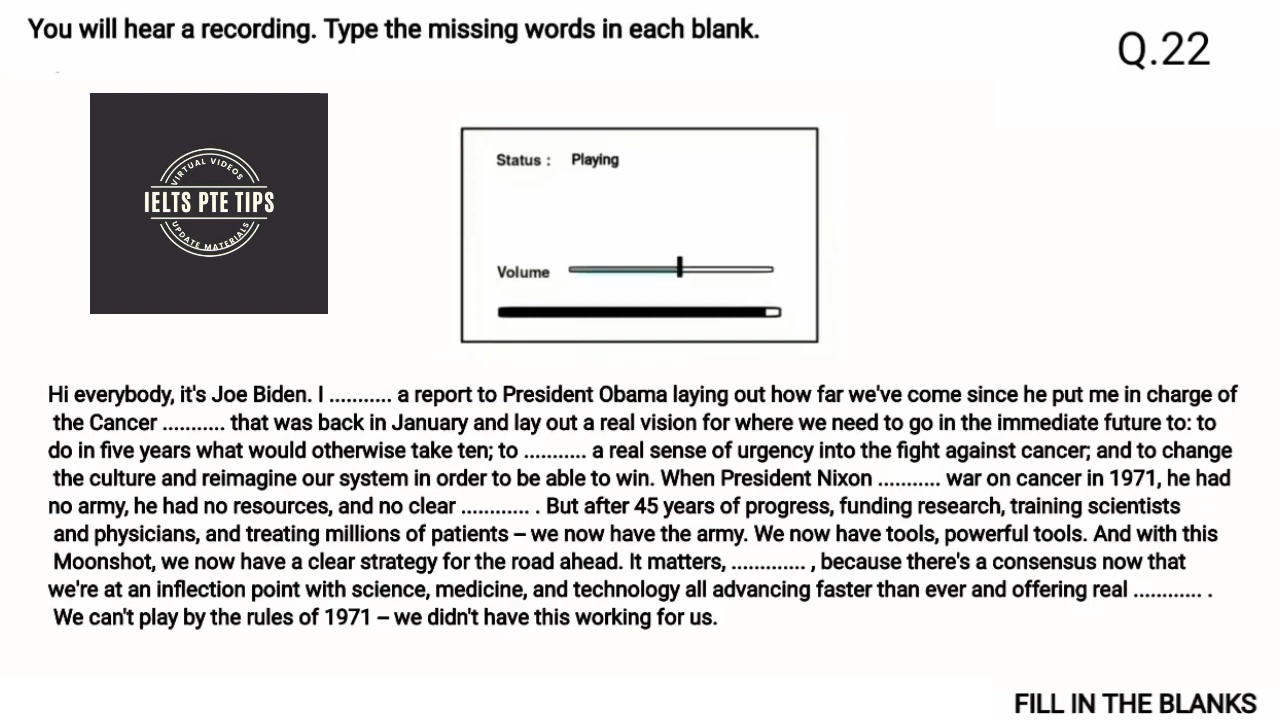 You will hear a recording. Type the missing words in each blank.
Q.22
VIRTUAL VIDEOS
IELTS PTE TIPS
UPDATE MATERIALS
Status : Playing
Volume
Hi everybody, it's Joe Biden. I ........... a report to President Obama laying out how far we've come since he put me in charge of
the Cancer ........... that was back in January and lay out a real vision for where we need to go in the immediate future to: to
do in five years what would otherwise take ten; to ........... a real sense of urgency into the fight against cancer; and to change
the culture and reimagine our system in order to be able to win. When President Nixon ........... war on cancer in 1971, he had
no army, he had no resources, and no clear ............ . But after 45 years of progress, funding research, training scientists
and physicians, and treating millions of patients – we now have the army. We now have tools, powerful tools. And with this
Moonshot, we now have a clear strategy for the road ahead. It matters, ............. , because there's a consensus now that
we're at an inflection point with science, medicine, and technology all advancing faster than ever and offering real ............ .
We can't play by the rules of 1971 – we didn't have this working for us.
FILL IN THE BLANKS